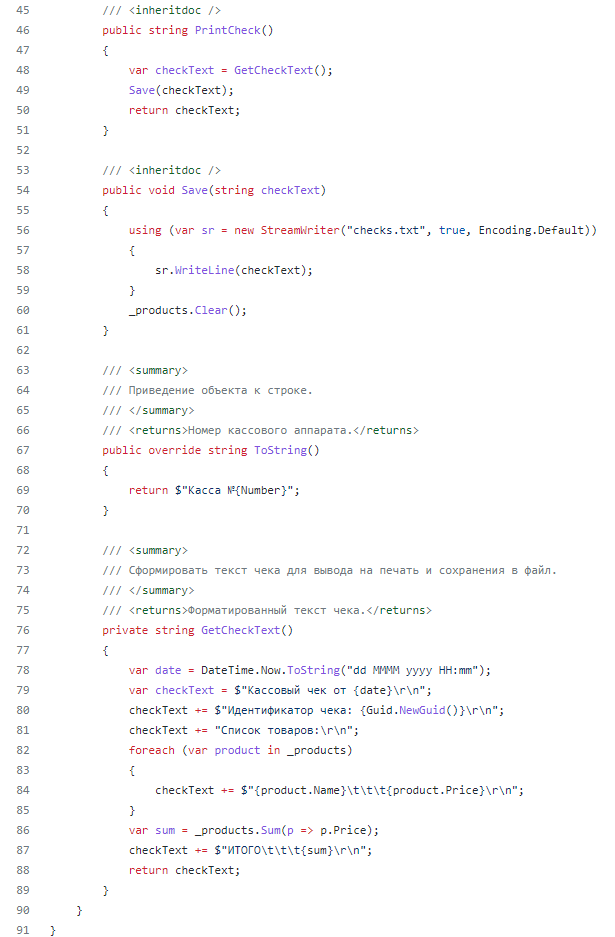 45 /// <inheritdoc />
46 public string PrintCheck()
47 {
48 var checkText = GetCheckText();
49 Save(checkText);
50 return checkText;
51 }
52
53 /// <inheritdoc />
54 public void Save(string checkText)
55 {
56 using (var sr = new StreamWriter("checks.txt", true, Encoding.Default))
57 {
58 sr.WriteLine(checkText);
59 }
60 _products.Clear();
61 }
62
63 /// <summary>
64 /// Приведение объекта к строке.
65 /// </summary>
66 /// <returns>Номер кассового аппарата.</returns>
67 public override string ToString()
68 {
69 return $"Касса №{Number}";
70 }
71
72 /// <summary>
73 /// Сформировать текст чека для вывода на печать и сохранения в файл.
74 /// </summary>
75 /// <returns>Форматированный текст чека.</returns>
76 private string GetCheckText()
77 {
78 var date = DateTime.Now.ToString("dd MMMM yyyy HH:mm");
79 var checkText = $"Кассовый чек от {date}\r\n";
80 checkText += $"Идентификатор чека: {Guid.NewGuid()}\r\n";
81 checkText += "Список товаров:\r\n";
82 foreach (var product in _products)
83 {
84 checkText += $"{product.Name}\t\t\t{product.Price}\r\n";
85 }
86 var sum = _products.Sum(p => p.Price);
87 checkText += $"ИТОГО\t\t\t{sum}\r\n";
88 return checkText;
89 }
90 }
91 }